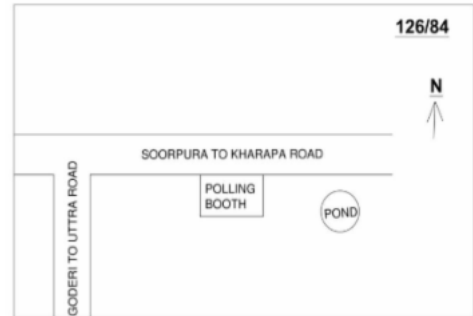 126/84
N
SOORPURA TO KHARAPA ROAD
POLLING
BOOTH
POND
GODERI TO UTTRA ROAD